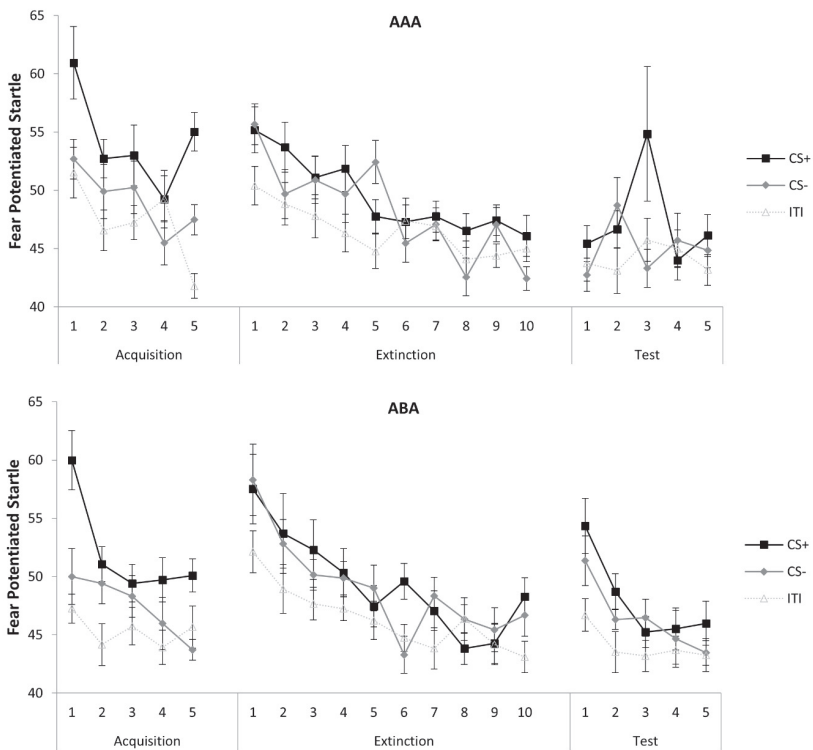 AAA
Fear Potentiated Startle
65
60
55
50
45
40
1 2 3 4 5 1 2 3 4 5 6 7 8 9 10 1 2 3 4 5
Acquisition Extinction Test
CS+
CS-
ITI
ABA
Fear Potentiated Startle
65
60
55
50
45
40
1 2 3 4 5 1 2 3 4 5 6 7 8 9 10 1 2 3 4 5
Acquisition Extinction Test
CS+
CS-
ITI